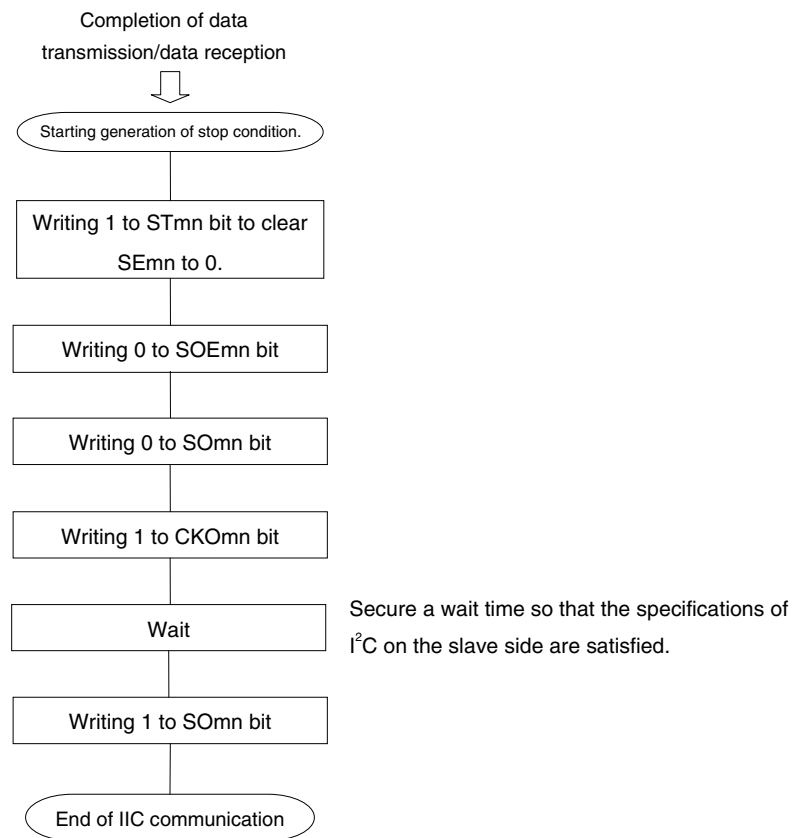 Completion of data
transmission/data reception
Starting generation of stop condition.
Writing 1 to STmn bit to clear
SEmn to 0.
Writing 0 to SOEmn bit
Writing 0 to SOmn bit
Writing 1 to CKOmn bit
Wait
Secure a wait time so that the specifications of
I²C on the slave side are satisfied.
Writing 1 to SOmn bit
End of IIC communication